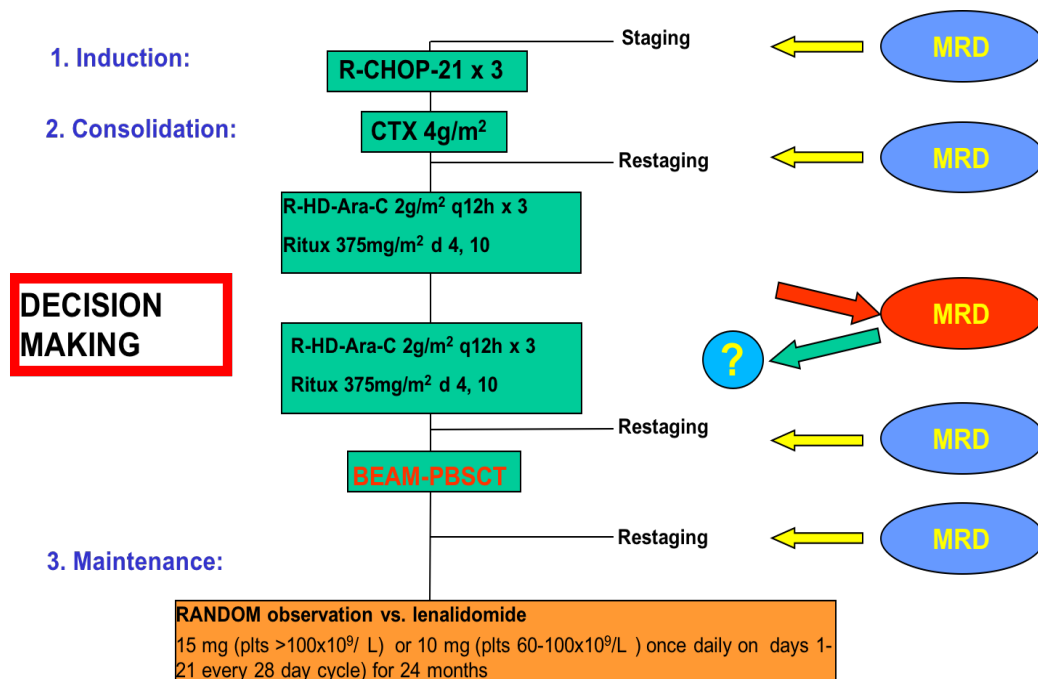 Staging
MRD
1. Induction:
R-CHOP-21 x 3
2. Consolidation:
CTX 4g/m²
Restaging
MRD
R-HD-Ara-C 2g/m² q12h x 3
Ritux 375mg/m² d 4, 10
DECISION
MAKING
MRD
?
R-HD-Ara-C 2g/m² q12h x 3
Ritux 375mg/m² d 4, 10
Restaging
MRD
BEAM-PBSCT
Restaging
MRD
3. Maintenance:
RANDOM observation vs. lenalidomide
15 mg (plts >100x10⁹/ L) or 10 mg (plts 60-100x10⁹/L ) once daily on days 1-
21 every 28 day cycle) for 24 months